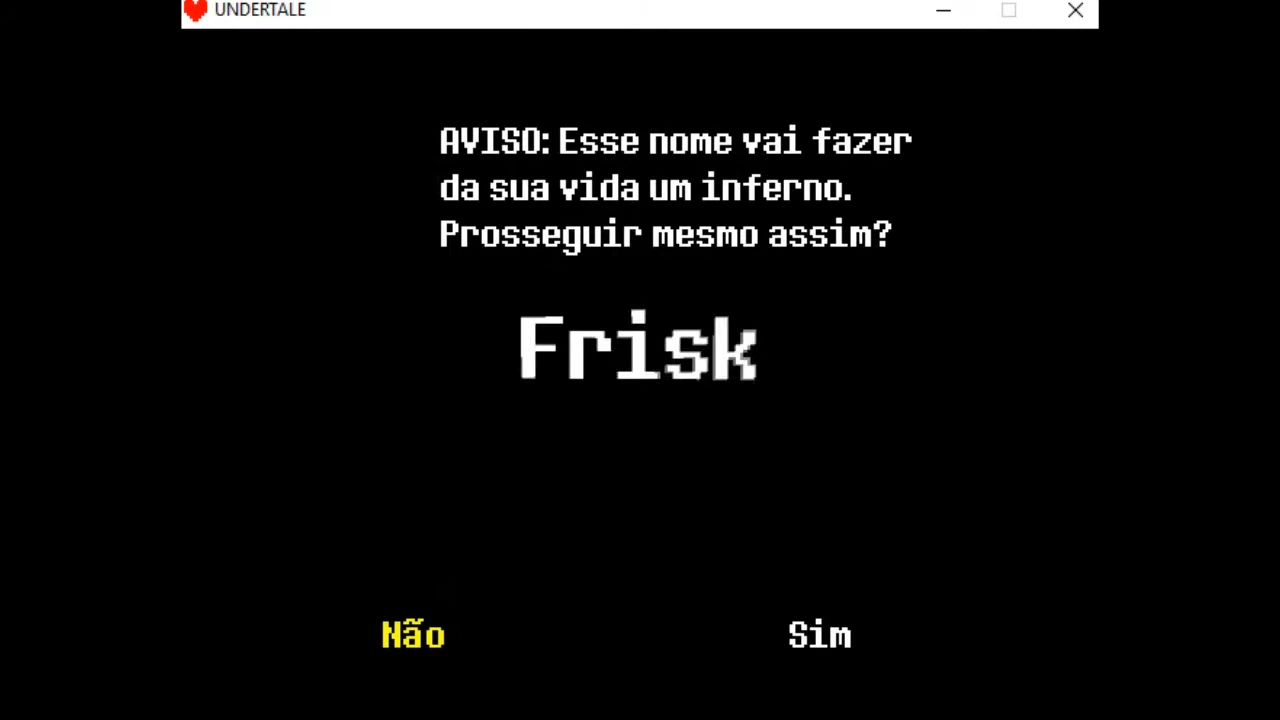 UNDERTALE
AVISO: Esse nome vai fazer
da sua vida um inferno.
Prosseguir mesmo assim?
Frisk
Não Sim